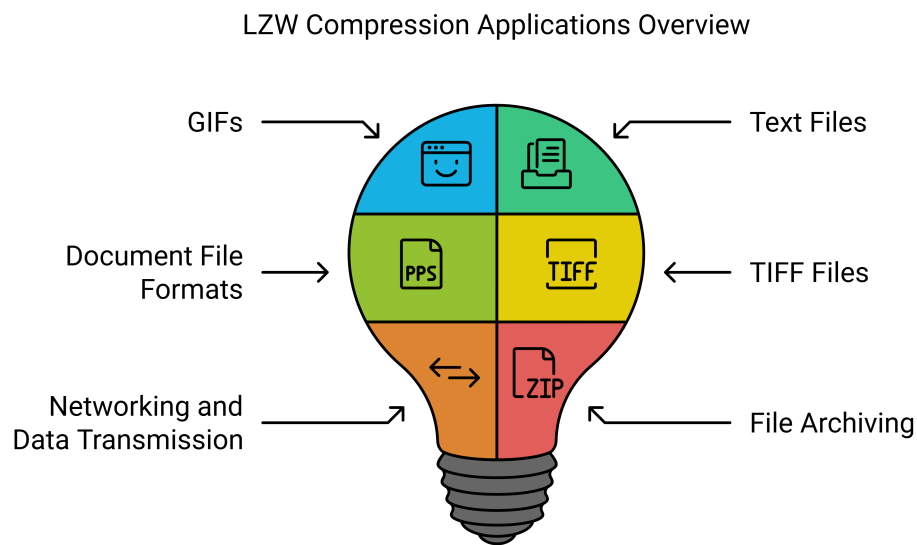 LZW Compression Applications Overview
GIFs
Text Files
Document File
Formats
PPS
TIFF
TIFF Files
Networking and
Data Transmission
ZIP
File Archiving